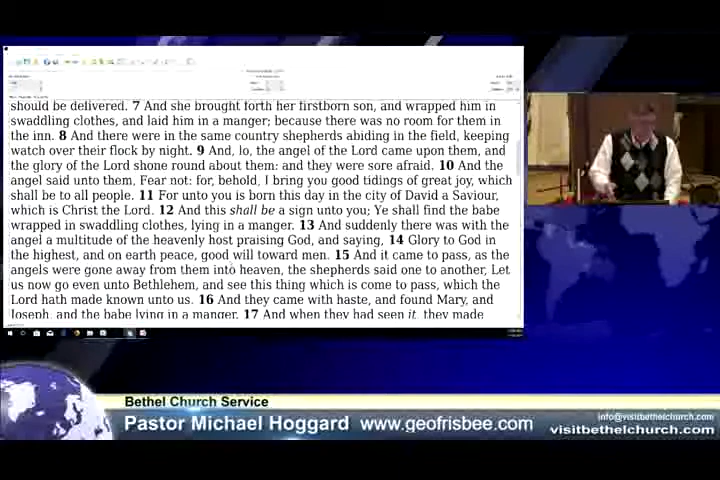 should be delivered. 7 And she brought forth her firstborn son, and wrapped him in
swaddling clothes, and laid him in a manger; because there was no room for them in
the inn. 8 And there were in the same country shepherds abiding in the field, keeping
watch over their flock by night. 9 And, lo, the angel of the Lord came upon them, and
the glory of the Lord shone round about them: and they were sore afraid. 10 And the
angel said unto them, Fear not: for, behold, I bring you good tidings of great joy, which
shall be to all people. 11 For unto you is born this day in the city of David a Saviour,
which is Christ the Lord. 12 And this shall be a sign unto you; Ye shall find the babe
wrapped in swaddling clothes, lying in a manger. 13 And suddenly there was with the
angel a multitude of the heavenly host praising God, and saying, 14 Glory to God in
the highest, and on earth peace, good will toward men. 15 And it came to pass, as the
angels were gone away from them into heaven, the shepherds said one to another, Let
us now go even unto Bethlehem, and see this thing which is come to pass, which the
Lord hath made known unto us. 16 And they came with haste, and found Mary, and
Joseph, and the babe lying in a manger. 17 And when they had seen it, they made
Bethel Church Service
Pastor Michael Hoggard www.geofrisbee.com
info@visitbethelchurch.com
visitbethelchurch.com